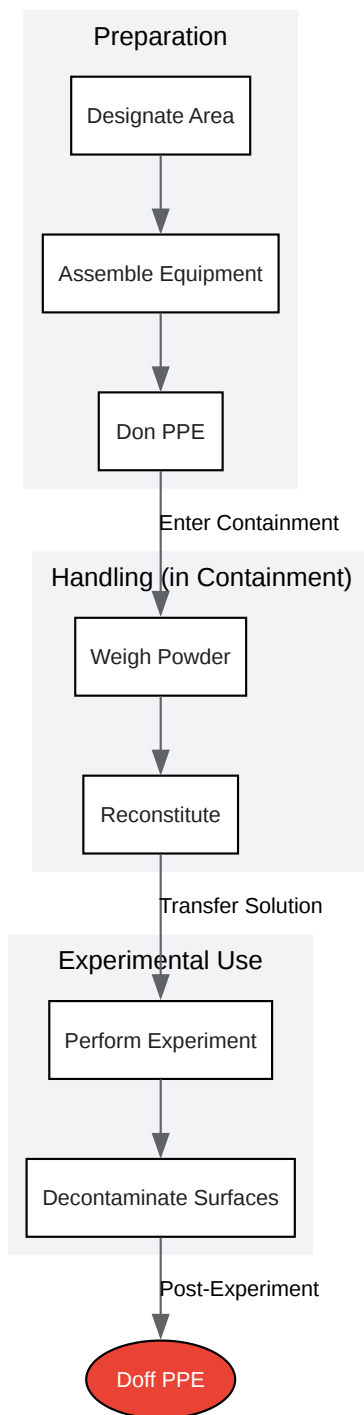 Preparation
Designate Area
Assemble Equipment
Don PPE
Enter Containment
Handling (in Containment)
Weigh Powder
Reconstitute
Transfer Solution
Experimental Use
Perform Experiment
Decontaminate Surfaces
Post-Experiment
Doff PPE